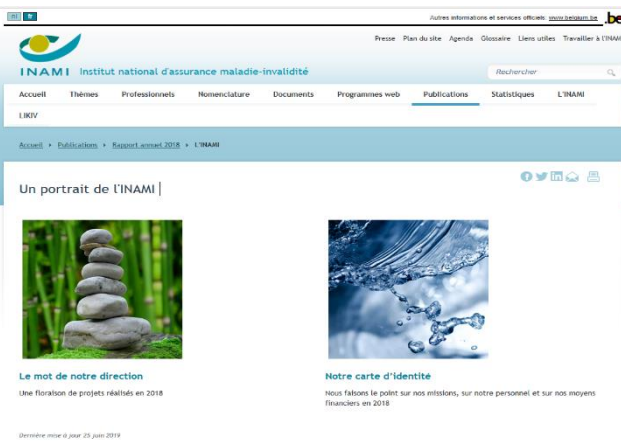 nl fr
Autres informations et services officiels: www.belgium.be .be
Presse Plan du site Agenda Glossaire Liens utiles Travailler à l'INAMI
INAMI Institut national d'assurance maladie-invalidité
Rechercher
Accueil Thèmes Professionnels Nomenclature Documents Programmes web Publications Statistiques L'INAMI
Accueil Publications Rapport annuel 2018 L'INAMI
Un portrait de l'INAMI
Le mot de notre direction Notre carte d'identité
Une floraison de projets réalisés en 2018 Nous faisons le point sur nos missions, sur notre personnel et sur nos moyens
financiers en 2018
Dernière mise à jour 25 juin 2019